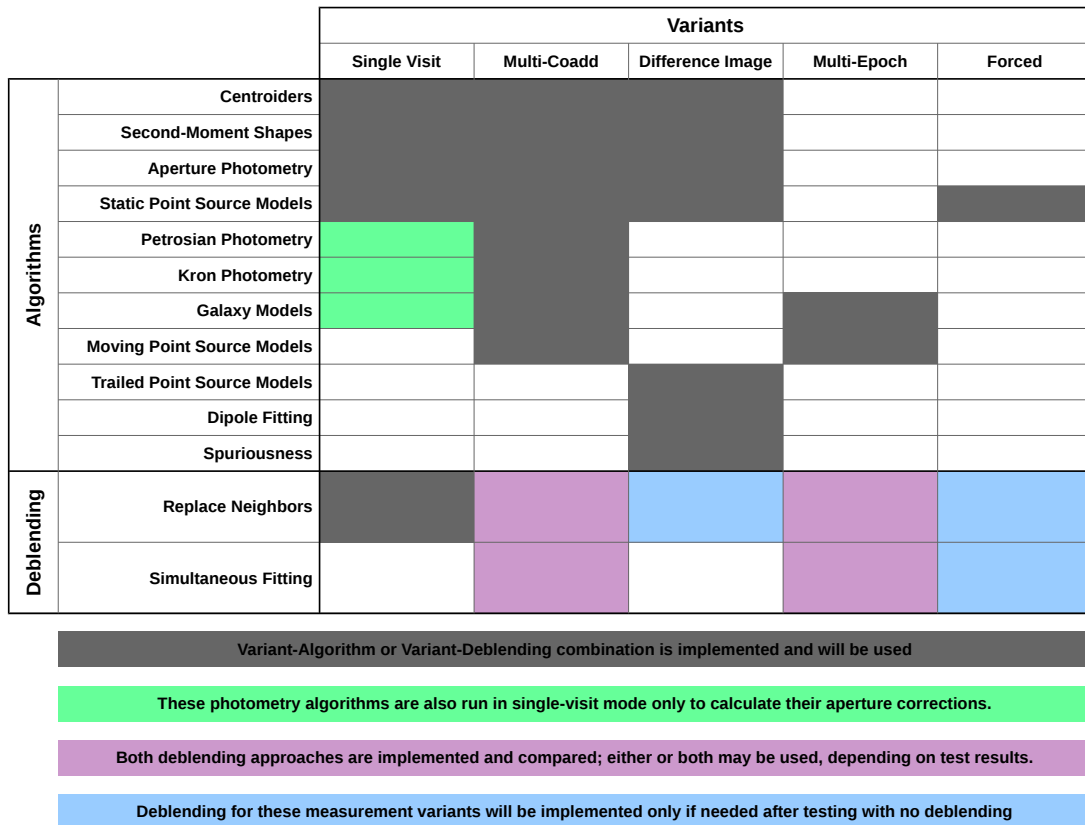 Variants
Single Visit Multi-Coadd Difference Image Multi-Epoch Forced
Algorithms
Centroiders
Second-Moment Shapes
Aperture Photometry
Static Point Source Models
Petrosian Photometry
Kron Photometry
Galaxy Models
Moving Point Source Models
Trailed Point Source Models
Dipole Fitting
Spuriousness
Deblending
Replace Neighbors
Simultaneous Fitting
Variant-Algorithm or Variant-Deblending combination is implemented and will be used
These photometry algorithms are also run in single-visit mode only to calculate their aperture corrections.
Both deblending approaches are implemented and compared; either or both may be used, depending on test results.
Deblending for these measurement variants will be implemented only if needed after testing with no deblending